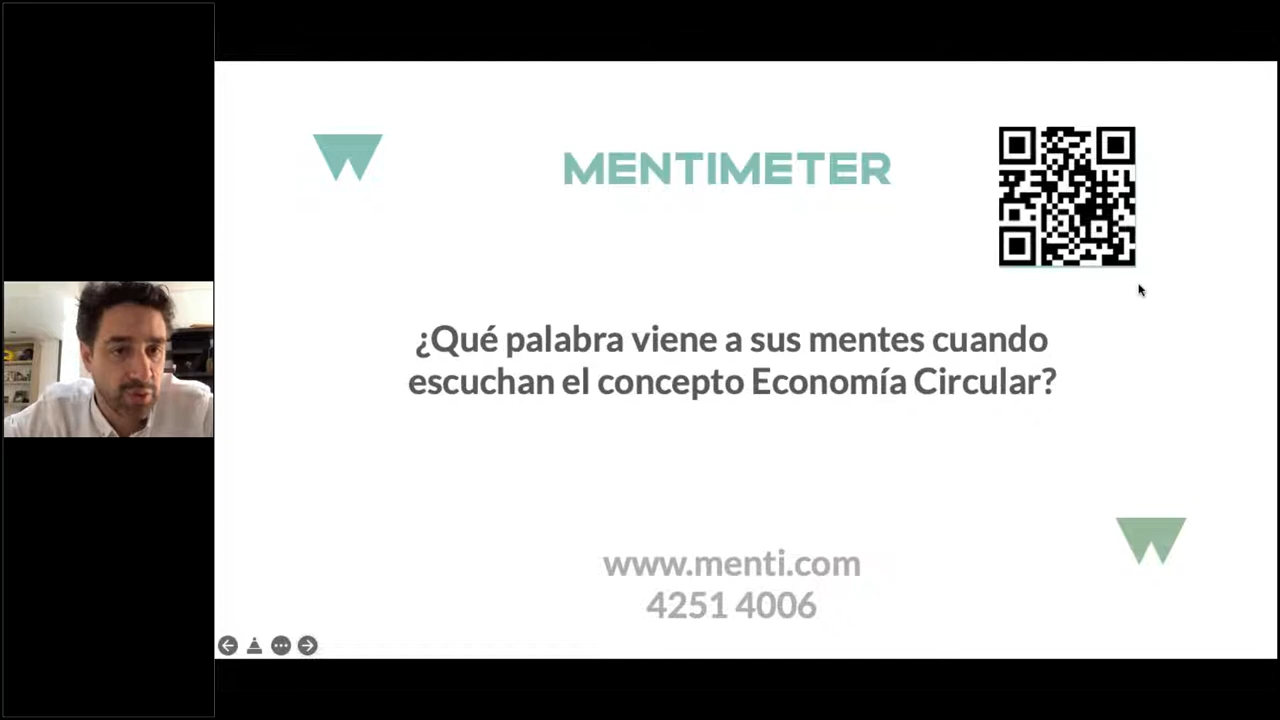 MENTIMETER
¿Qué palabra viene a sus mentes cuando
escuchan el concepto Economía Circular?
www.menti.com
4251 4006